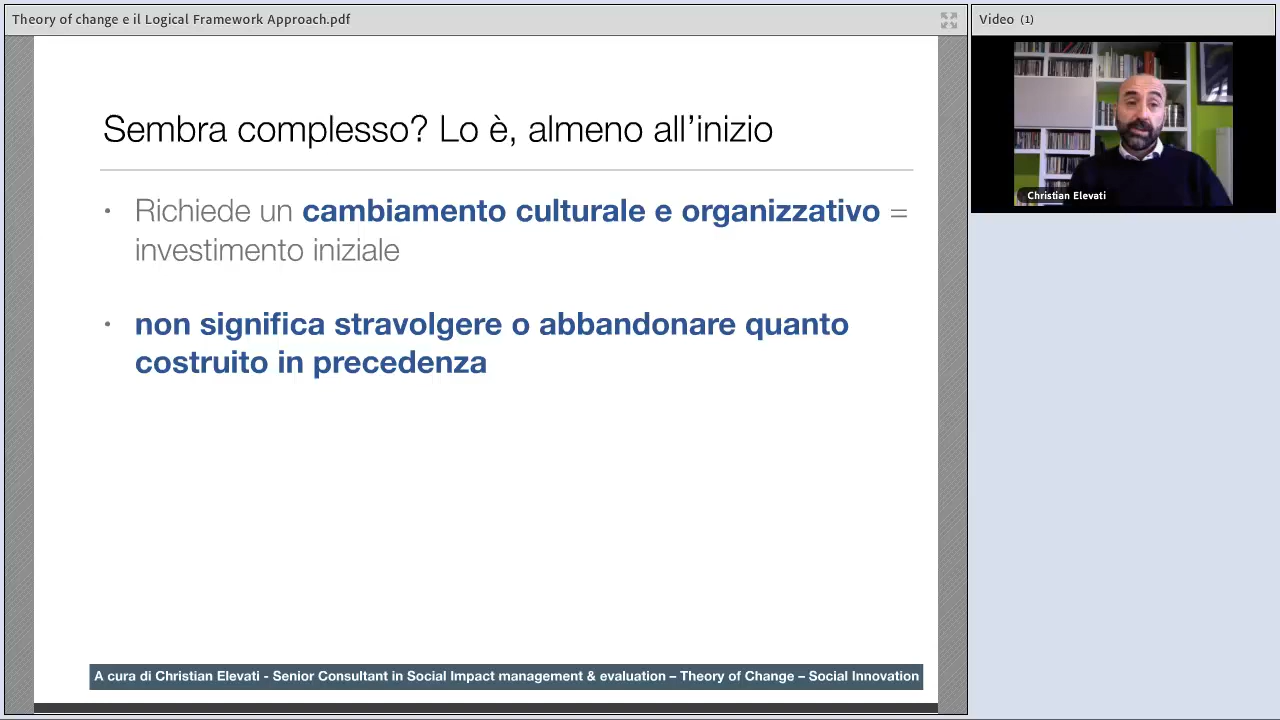 Theory of change e il Logical Framework Approach.pdf
Video (1)
Christian Elevati
Sembra complesso? Lo è, almeno all’inizio
• Richiede un cambiamento culturale e organizzativo =
investimento iniziale
• non significa stravolgere o abbandonare quanto
costruito in precedenza
A cura di Christian Elevati - Senior Consultant in Social Impact management & evaluation – Theory of Change – Social Innovation